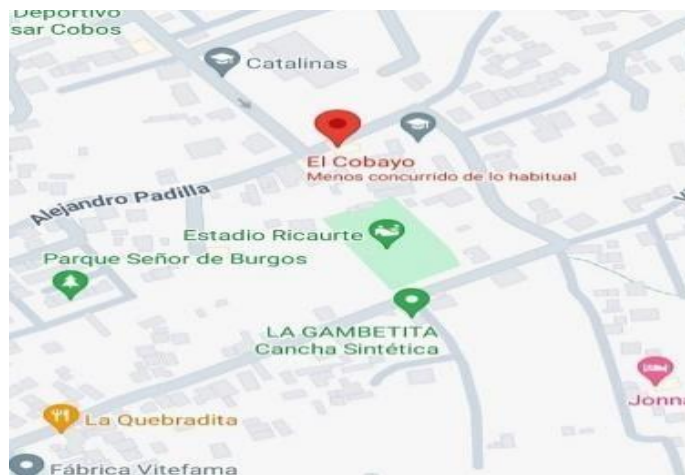 Deportivo
sar Cobos
Catalinas
El Cobayo
Menos concurrido de lo habitual
Alejandro Padilla
Estadio Ricaurte
Parque Señor de Burgos
LA GAMBETITA
Cancha Sintética
Jonna
La Quebradita
Fábrica Vitefama